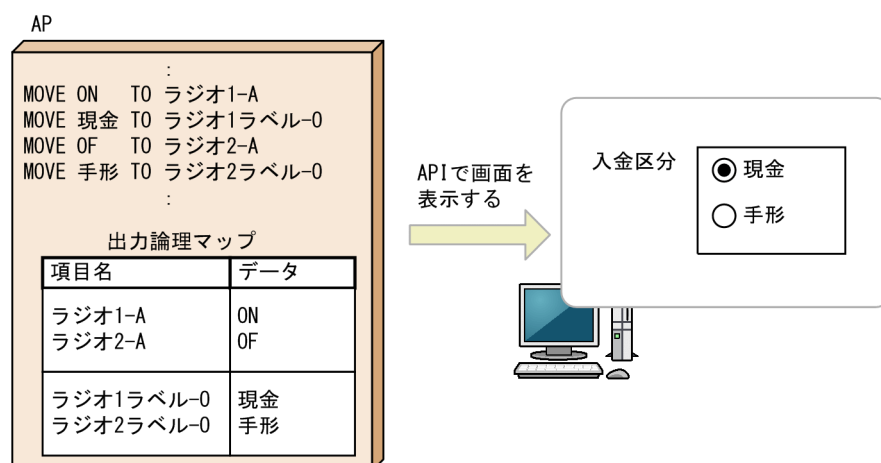 AP
:
MOVE ON TO ラジオ1-A
MOVE 現金 TO ラジオ1ラベル-O
MOVE OF TO ラジオ2-A
MOVE 手形 TO ラジオ2ラベル-O
:
出力論理マップ
項目名 データ
ラジオ1-A ON
ラジオ2-A OF
ラジオ1ラベル-O 現金
ラジオ2ラベル-O 手形
APIで画面を
表示する
入金区分
現金
手形